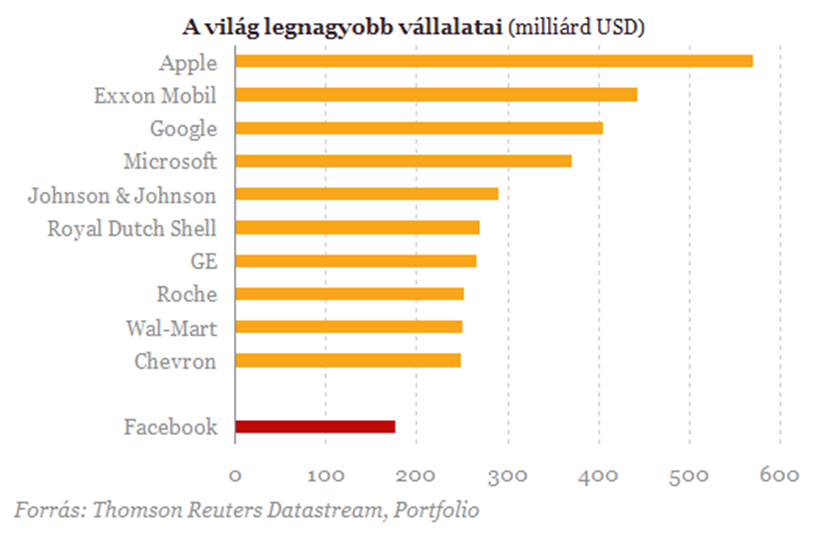 A világ legnagyobb vállalatai (milliárd USD)
Apple
Exxon Mobil
Google
Microsoft
Johnson & Johnson
Royal Dutch Shell
GE
Roche
Wal-Mart
Chevron
Facebook
0 100 200 300 400 500 600
Forrás: Thomson Reuters Datastream, Portfolio